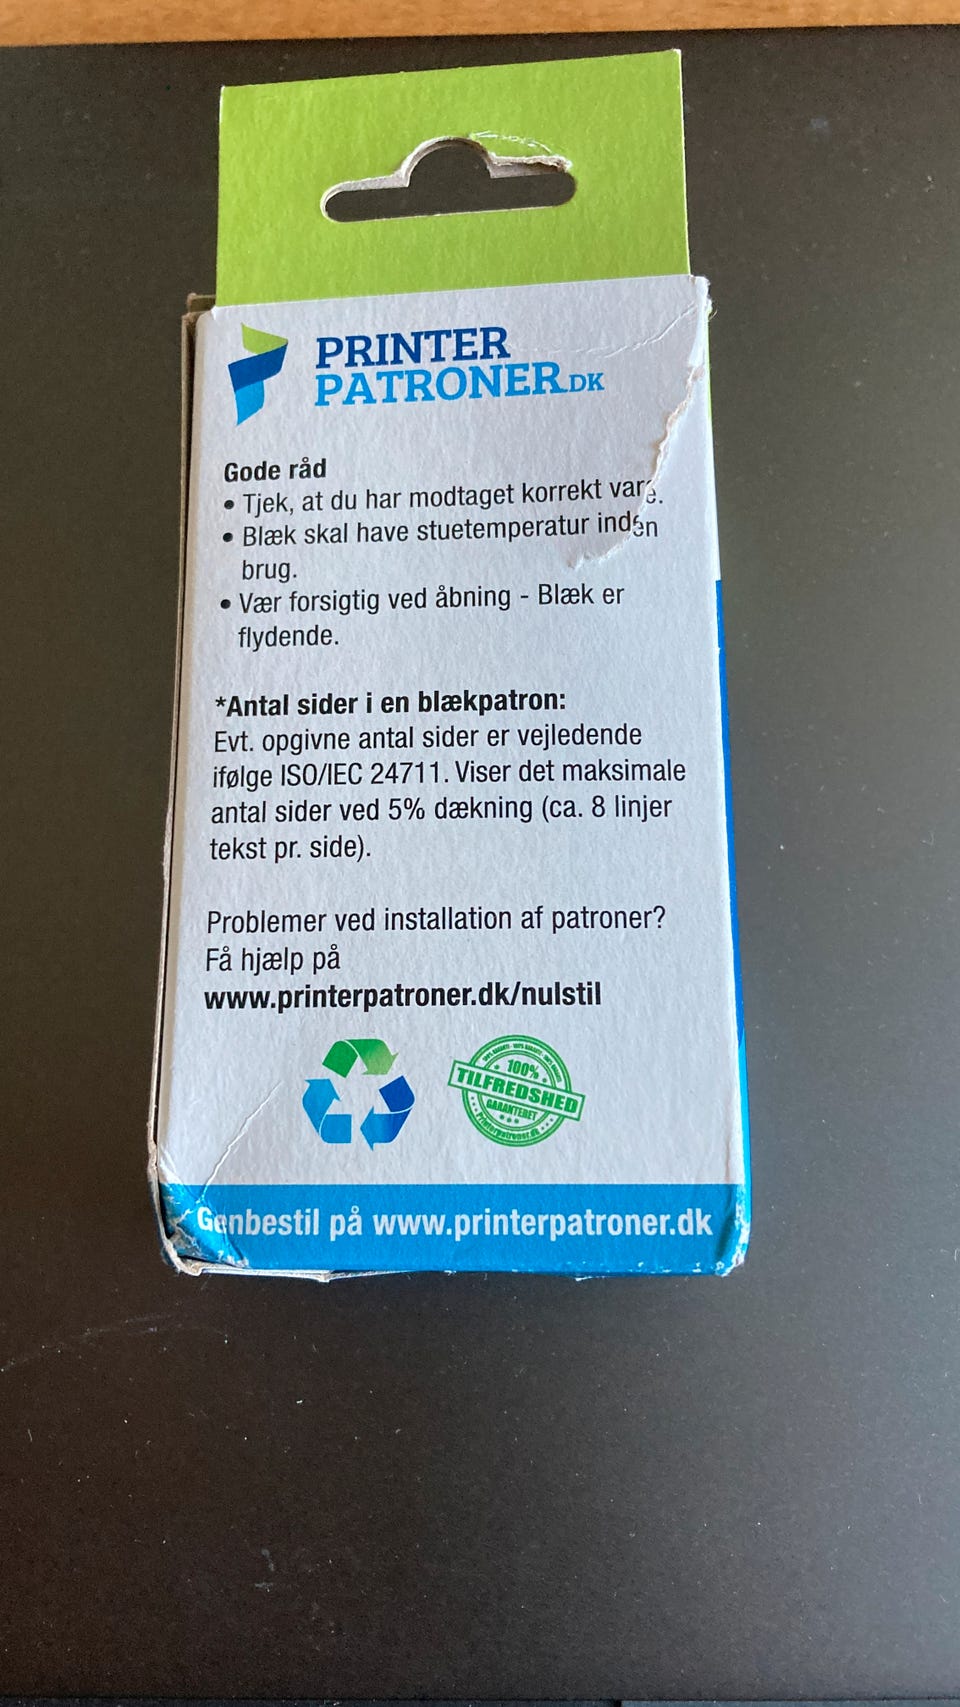 PRINTER
PATRONER.DK
Gode råd
• Tjek, at du har modtaget korrekt vare.
• Blæk skal have stuetemperatur inden
brug.
• Vær forsigtig ved åbning - Blæk er
flydende.
*Antal sider i en blækpatron:
Evt. opgivne antal sider er vejledende
ifølge ISO/IEC 24711. Viser det maksimale
antal sider ved 5% dækning (ca. 8 linjer
tekst pr. side).
Problemer ved installation af patroner?
Få hjælp på
www.printerpatroner.dk/nulstil
100%
TILFREDSHED
GARANTERET
Printerpatroner.dk
Genbestil på www.printerpatroner.dk